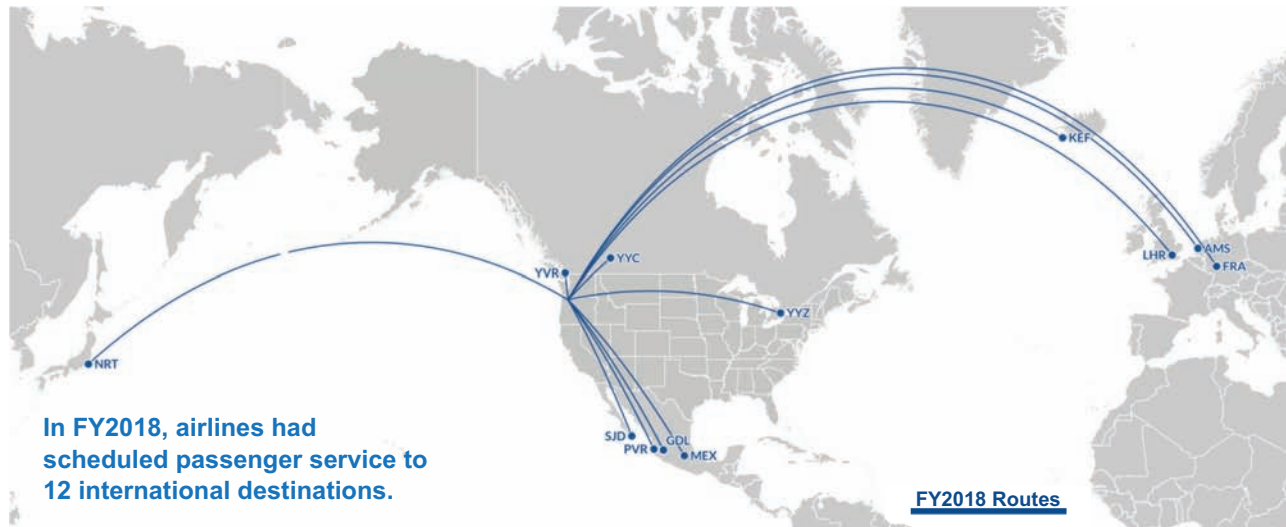 KEF
YVR
YYC
LHR
AMS
FRA
YYZ
NRT
In FY2018, airlines had
scheduled passenger service to
12 international destinations.
SJD
PVR
GDL
MEX
FY2018 Routes